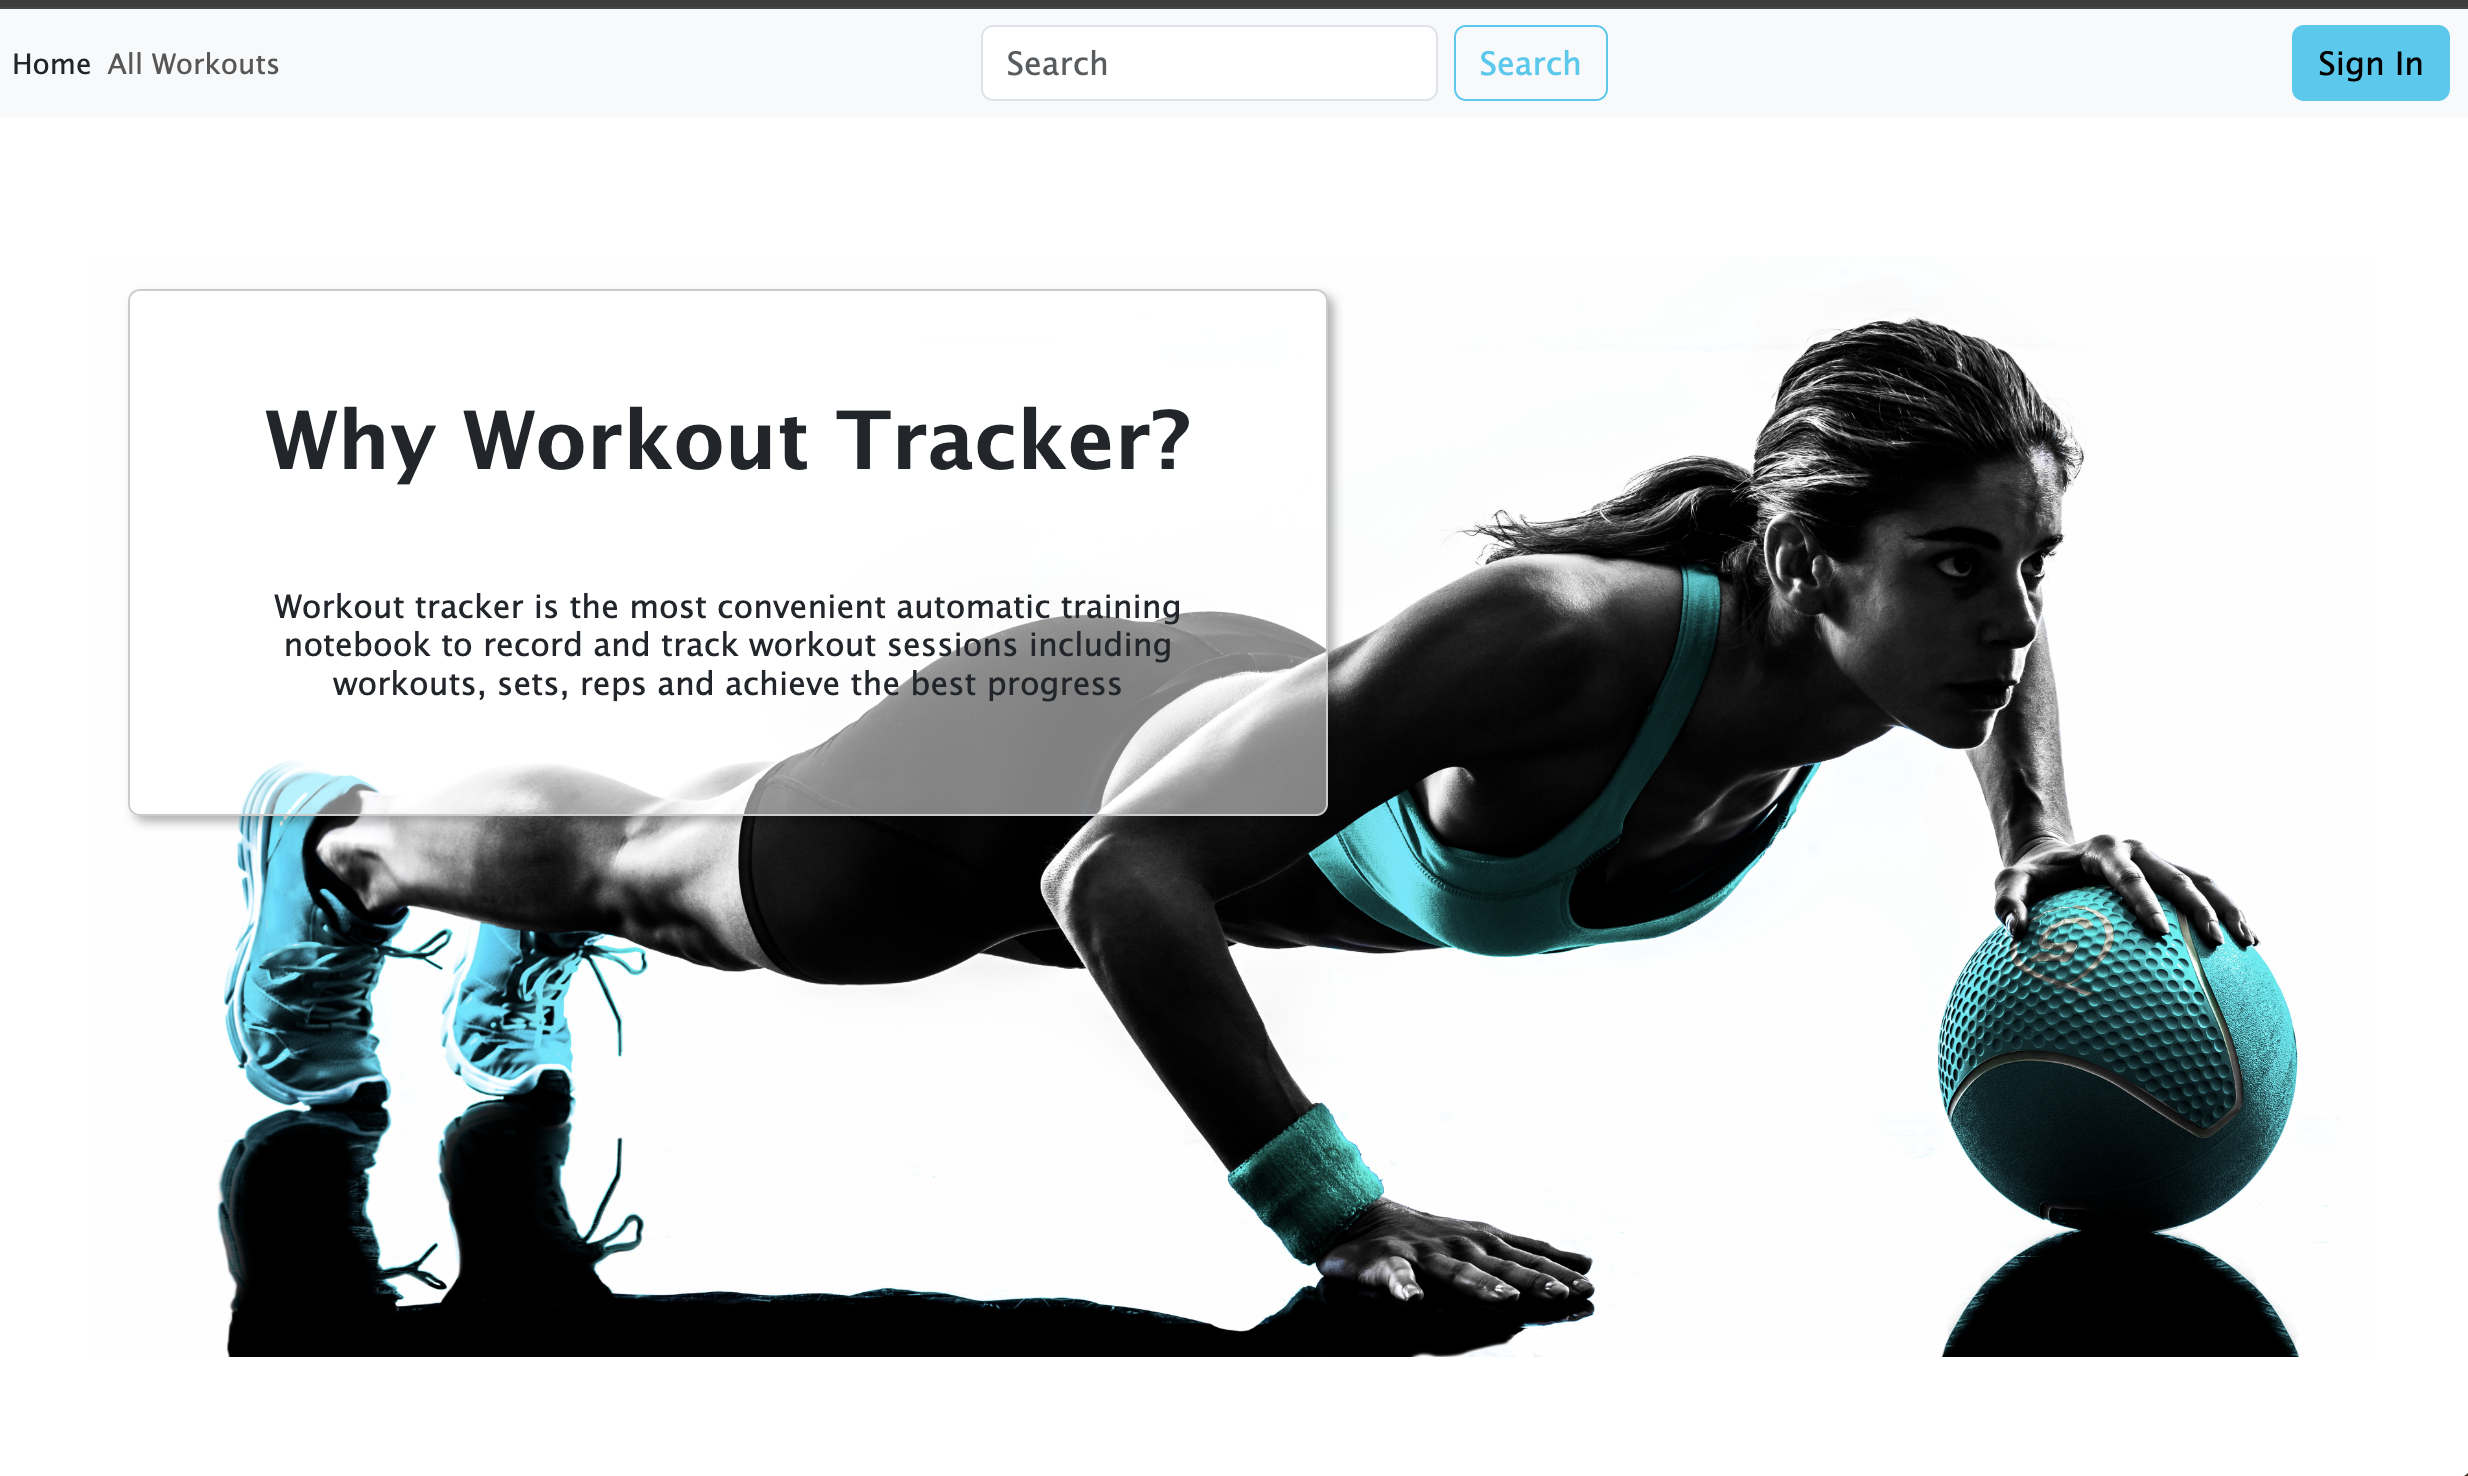 Home All Workouts Search Search Sign In
Why Workout Tracker?
Workout tracker is the most convenient automatic training
notebook to record and track workout sessions including
workouts, sets, reps and achieve the best progress